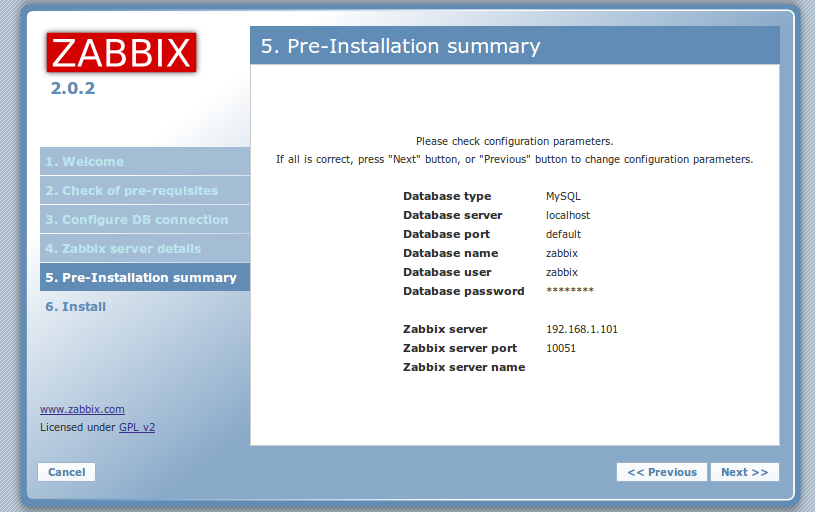 ZABBIX
2.0.2
1. Welcome
2. Check of pre-requisites
3. Configure DB connection
4. Zabbix server details
5. Pre-Installation summary
6. Install
www.zabbix.com
Licensed under GPL v2
5. Pre-Installation summary
Please check configuration parameters.
If all is correct, press "Next" button, or "Previous" button to change configuration parameters.
Database type MySQL
Database server localhost
Database port default
Database name zabbix
Database user zabbix
Database password ********
Zabbix server 192.168.1.101
Zabbix server port 10051
Zabbix server name
Cancel
<< Previous
Next >>